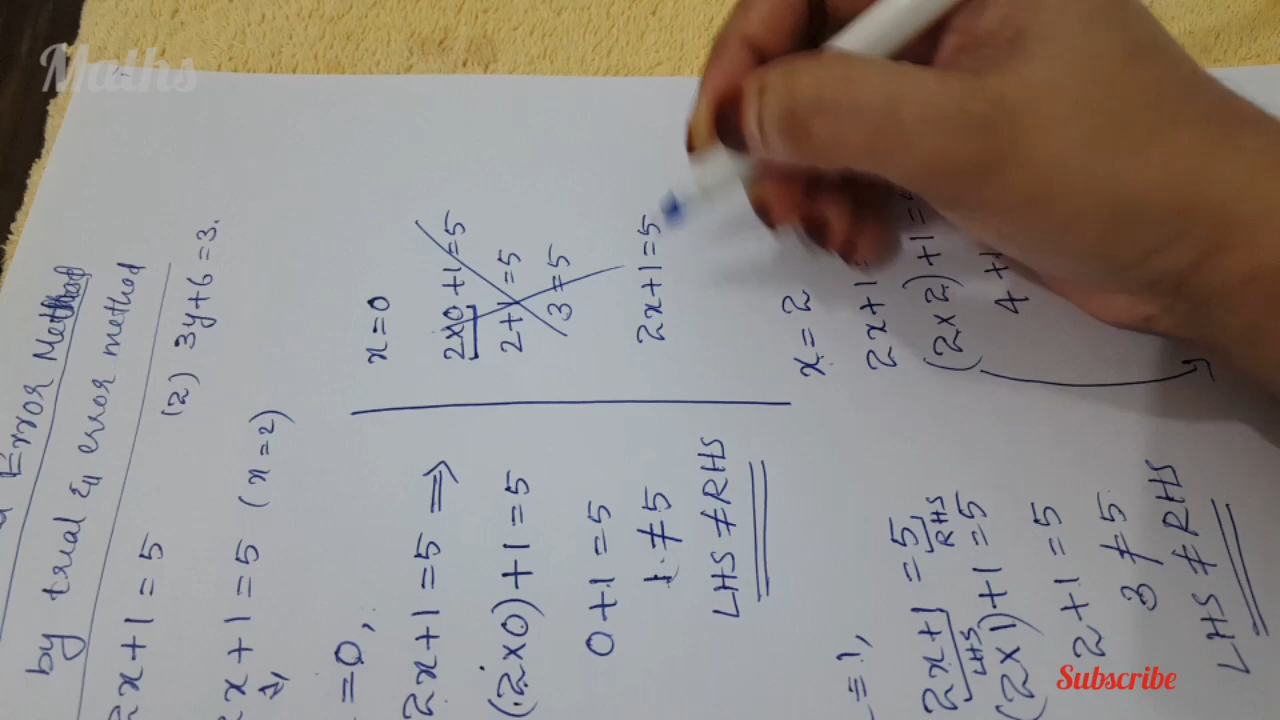 Maths
Error Method
by trial & error method
2x+1=5
(2) 3y+6=3.
2x+1=5 (x=2)
=0,
2x+1=5 ⇒
(2×0)+1=5
0+1=5
1≠5
LHS≠RHS
x=0
2×0+1=5
2+1=5
3=5
2x+1=5
=1,
2x+1=5
LHS RHS
(2×1)+1=5
2+1=5
3≠5
LHS≠RHS
x=2
2x+1=
(2×2)+1=
4+1
Subscribe